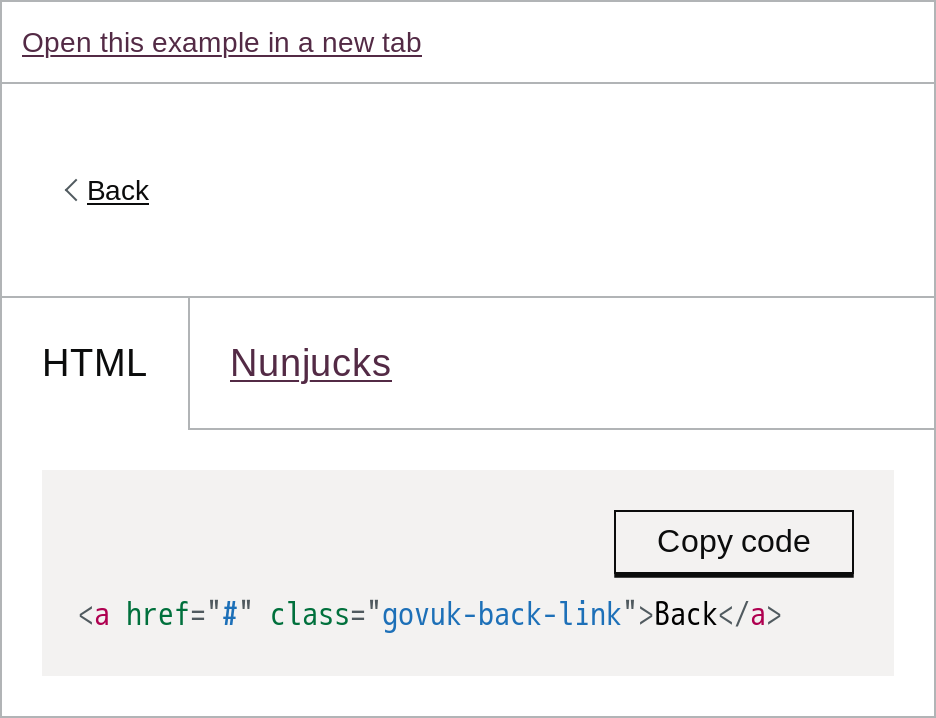 Open this example in a new tab
Back
HTML Nunjucks
Copy code
<a href="#" class="govuk-back-link">Back</a>